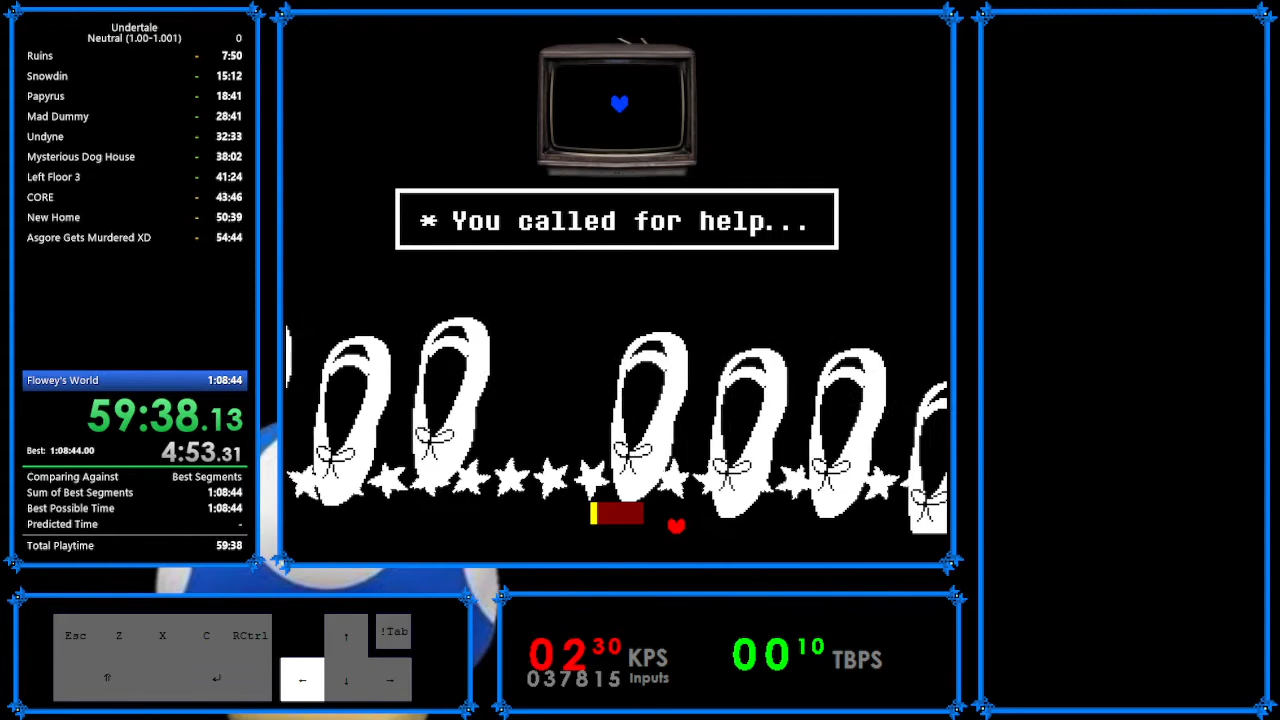 Undertale
Neutral (1.00-1.001) 0
Ruins - 7:50
Snowdin - 15:12
Papyrus - 18:41
Mad Dummy - 28:41
Undyne - 32:33
Mysterious Dog House - 38:02
Left Floor 3 - 41:24
CORE - 43:46
New Home - 50:39
Asgore Gets Murdered XD - 54:44
Flowey's World 1:08:44
59:38.13
Best: 1:08:44.00 4:53.31
Comparing Against Best Segments
Sum of Best Segments 1:08:44
Best Possible Time 1:08:44
Predicted Time -
Total Playtime 59:38
* You called for help...
Esc Z X C RCtrl ↑ !Tab
⇧ ↵ ← ↓ →
02 30 KPS 00 10 TBPS
037815 Inputs